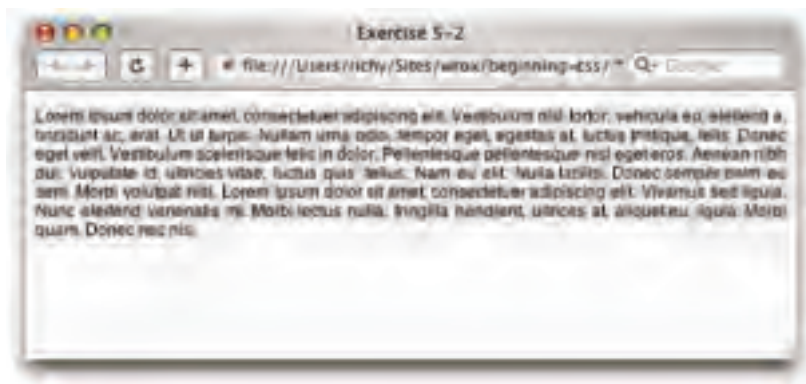 Exercise 5-2
file:///Users/richy/Sites/wrox/beginning-css/
Lorem ipsum dolor sit amet, consectetuer adipiscing elit. Vestibulum nisl tortor, vehicula eu, eleifend a,
tincidunt ac, erat. Ut ut turpis. Nullam urna odio, tempor eget, egestas at, luctus tristique, felis. Donec
eget velit. Vestibulum scelerisque felis in dolor. Pellentesque pellentesque nisl eget eros. Aenean nibh
dui, vulputate id, ultricies vitae, luctus quis, tellus. Nam eu elit. Nulla facilisi. Donec semper enim eu
sem. Morbi volutpat nisi. Lorem ipsum dolor sit amet, consectetuer adipiscing elit. Vivamus sed ligula.
Nunc eleifend venenatis mi. Morbi lectus nulla, fringilla hendrerit, ultrices at, aliquet eu, ligula. Morbi
quam. Donec nec nisi.